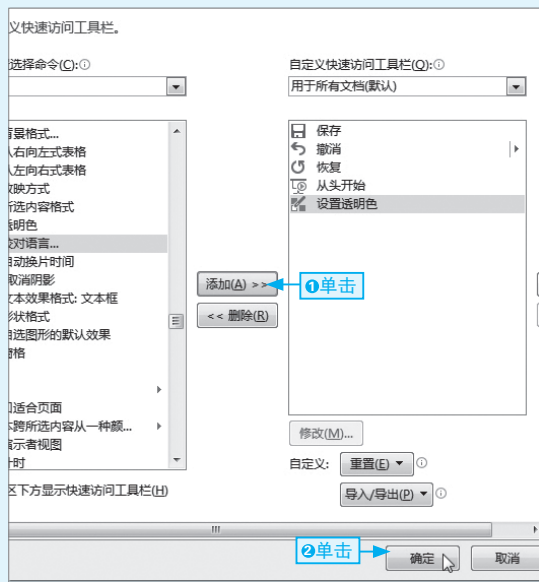 义快速访问工具栏。
选择命令(C):
自定义快速访问工具栏(Q):
用于所有文档(默认)
背景格式...
从右向左式表格
从左向右式表格
放映方式
所选内容格式
透明色
校对语言...
自动换片时间
取消阴影
文本效果格式: 文本框
形状格式
自选图形的默认效果
适合页面
跨所选内容从一种颜...
演示者视图
计时
保存
撤消
恢复
从头开始
设置透明色
添加(A) >>
❶单击
<< 删除(R)
修改(M)...
自定义:
重置(E)
导入/导出(P)
区下方显示快速访问工具栏(H)
❷单击
确定
取消